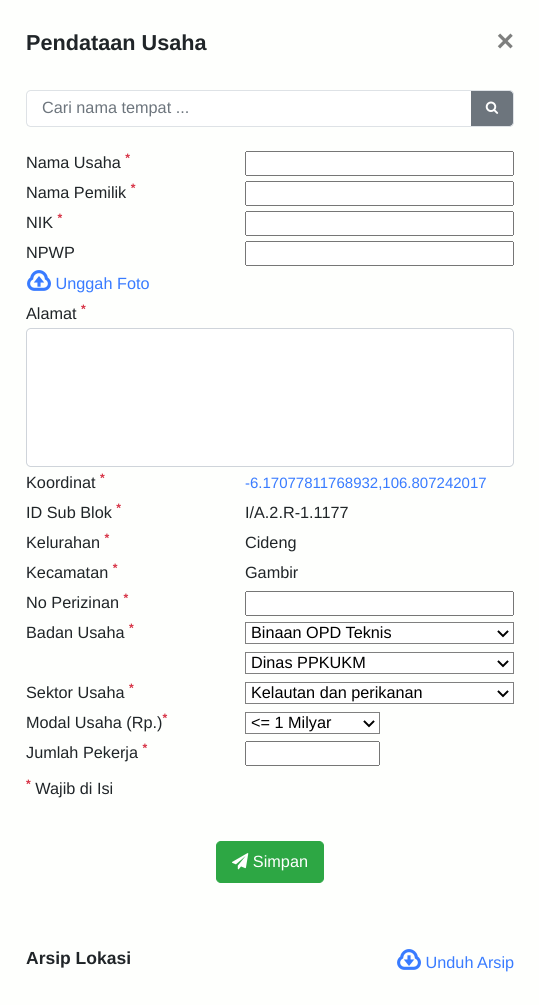 Pendataan Usaha ×
Cari nama tempat ...
Nama Usaha *
Nama Pemilik *
NIK *
NPWP
Unggah Foto
Alamat *
Koordinat * -6.17077811768932,106.807242017
ID Sub Blok * I/A.2.R-1.1177
Kelurahan * Cideng
Kecamatan * Gambir
No Perizinan *
Badan Usaha * Binaan OPD Teknis
Dinas PPKUKM
Sektor Usaha * Kelautan dan perikanan
Modal Usaha (Rp.)* <= 1 Milyar
Jumlah Pekerja *
* Wajib di Isi
Simpan
Arsip Lokasi Unduh Arsip